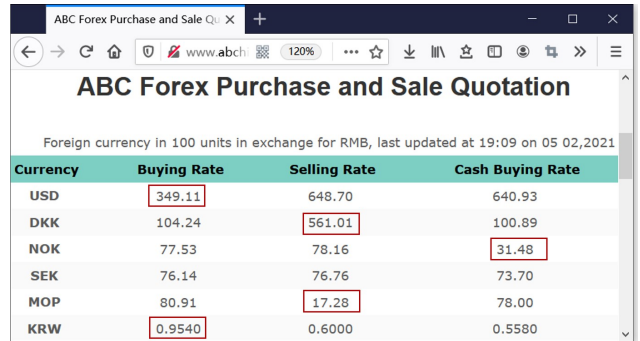 ABC Forex Purchase and Sale Qu
www.abch
120%
ABC Forex Purchase and Sale Quotation
Foreign currency in 100 units in exchange for RMB, last updated at 19:09 on 05 02,2021
Currency Buying Rate Selling Rate Cash Buying Rate
USD 349.11 648.70 640.93
DKK 104.24 561.01 100.89
NOK 77.53 78.16 31.48
SEK 76.14 76.76 73.70
MOP 80.91 17.28 78.00
KRW 0.9540 0.6000 0.5580